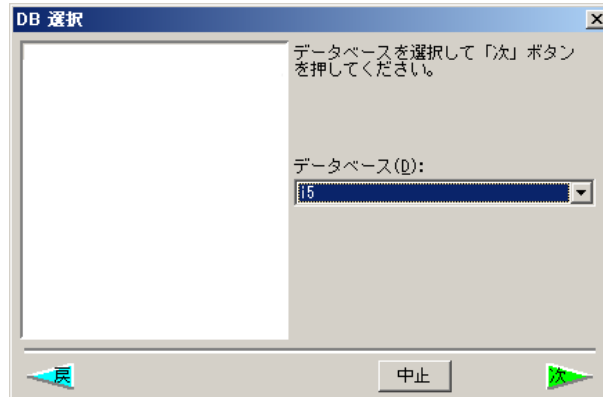 DB 選択
データベースを選択して「次」ボタン
を押してください。
データベース(D):
i5
戻
中止
次